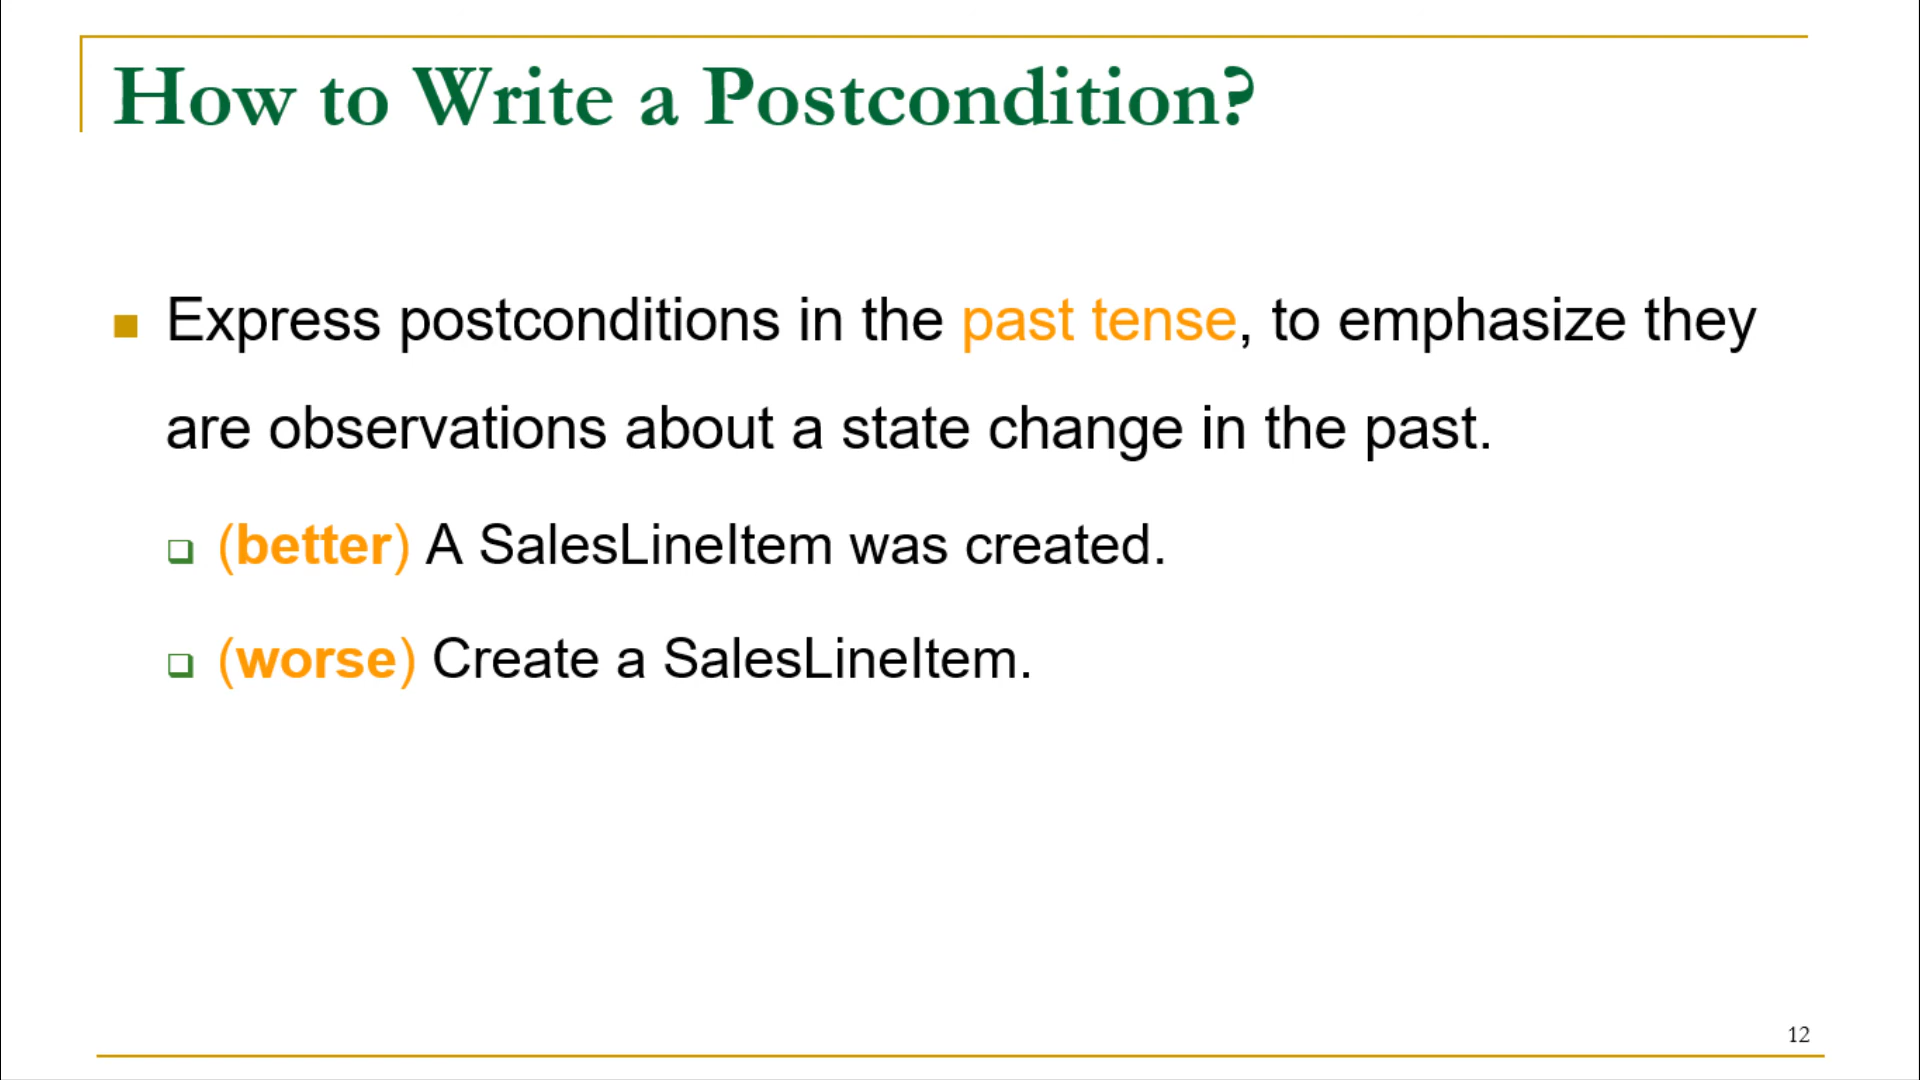 How to Write a Postcondition?
Express postconditions in the past tense, to emphasize they
are observations about a state change in the past.
(better) A SalesLineItem was created.
(worse) Create a SalesLineItem.
12